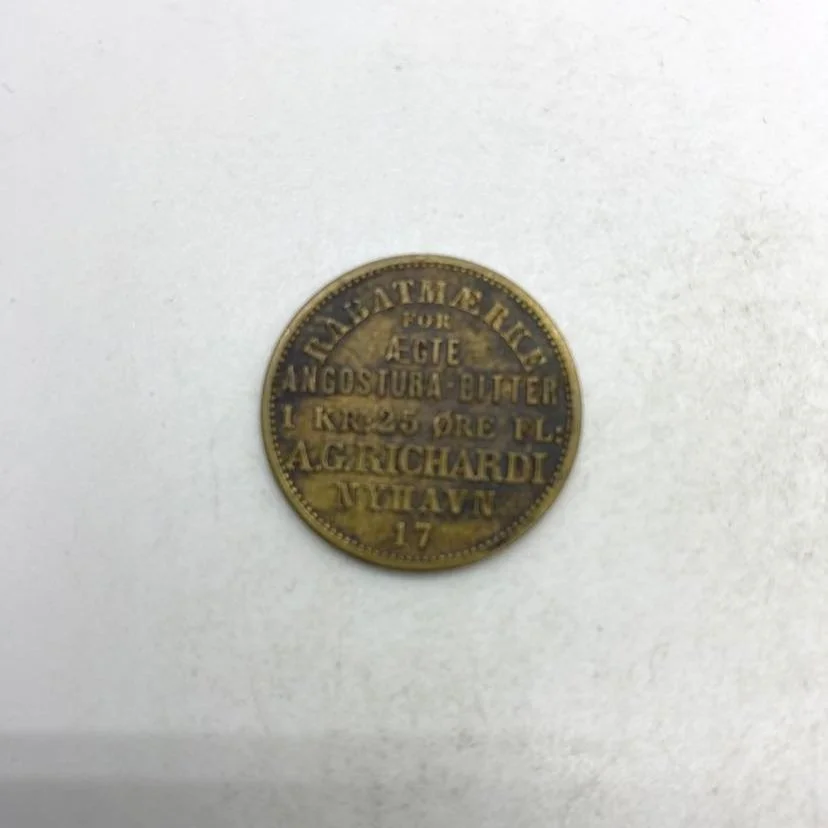 RABATMÆRKE
FOR
ÆGTE
ANGOSTURA-BITTER
1 KR: 25 ØRE FL:
A.G. RICHARDI
NYHAVN
17